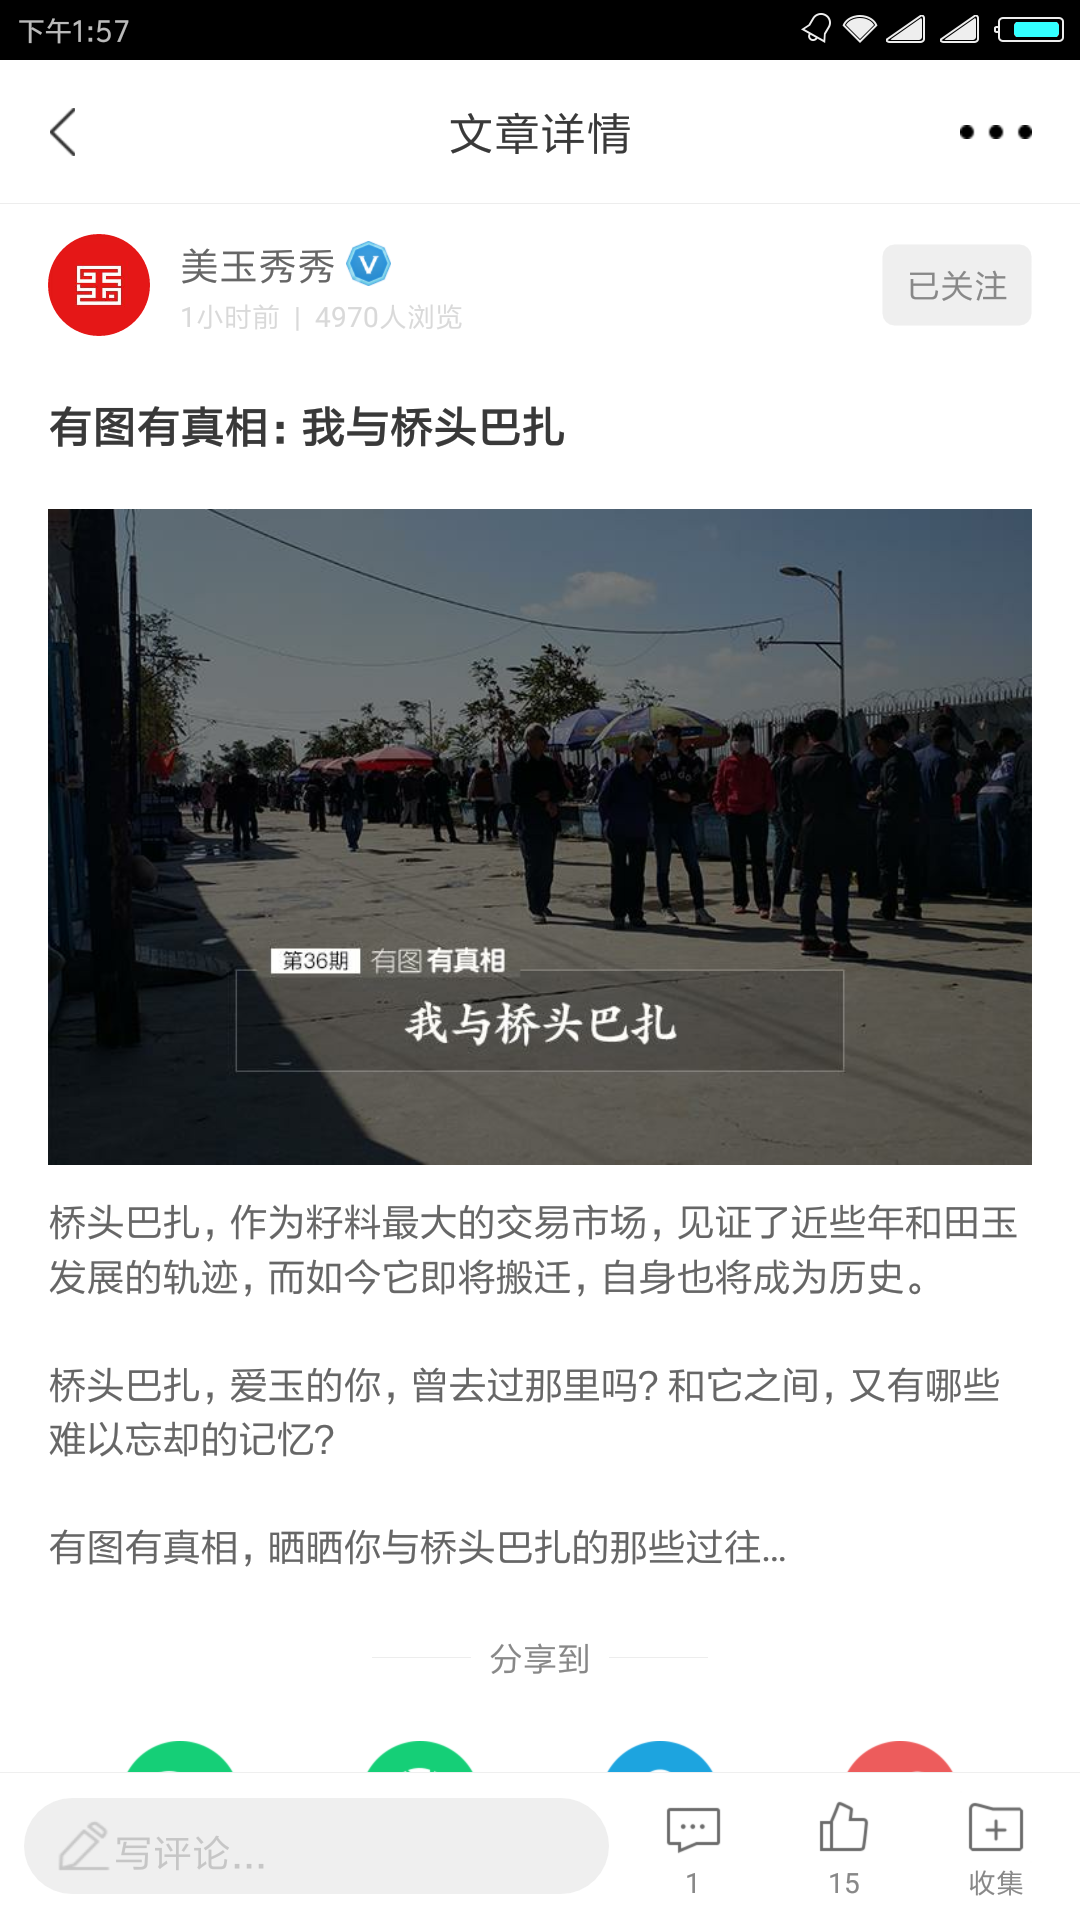 下午1:57
文章详情
美玉秀秀
1小时前 | 4970人浏览
已关注
有图有真相:我与桥头巴扎
第36期 有图有真相
我与桥头巴扎
桥头巴扎,作为籽料最大的交易市场,见证了近些年和田玉
发展的轨迹,而如今它即将搬迁,自身也将成为历史。
桥头巴扎,爱玉的你,曾去过那里吗?和它之间,又有哪些
难以忘却的记忆?
有图有真相,晒晒你与桥头巴扎的那些过往...
分享到
写评论...
1
15
收集